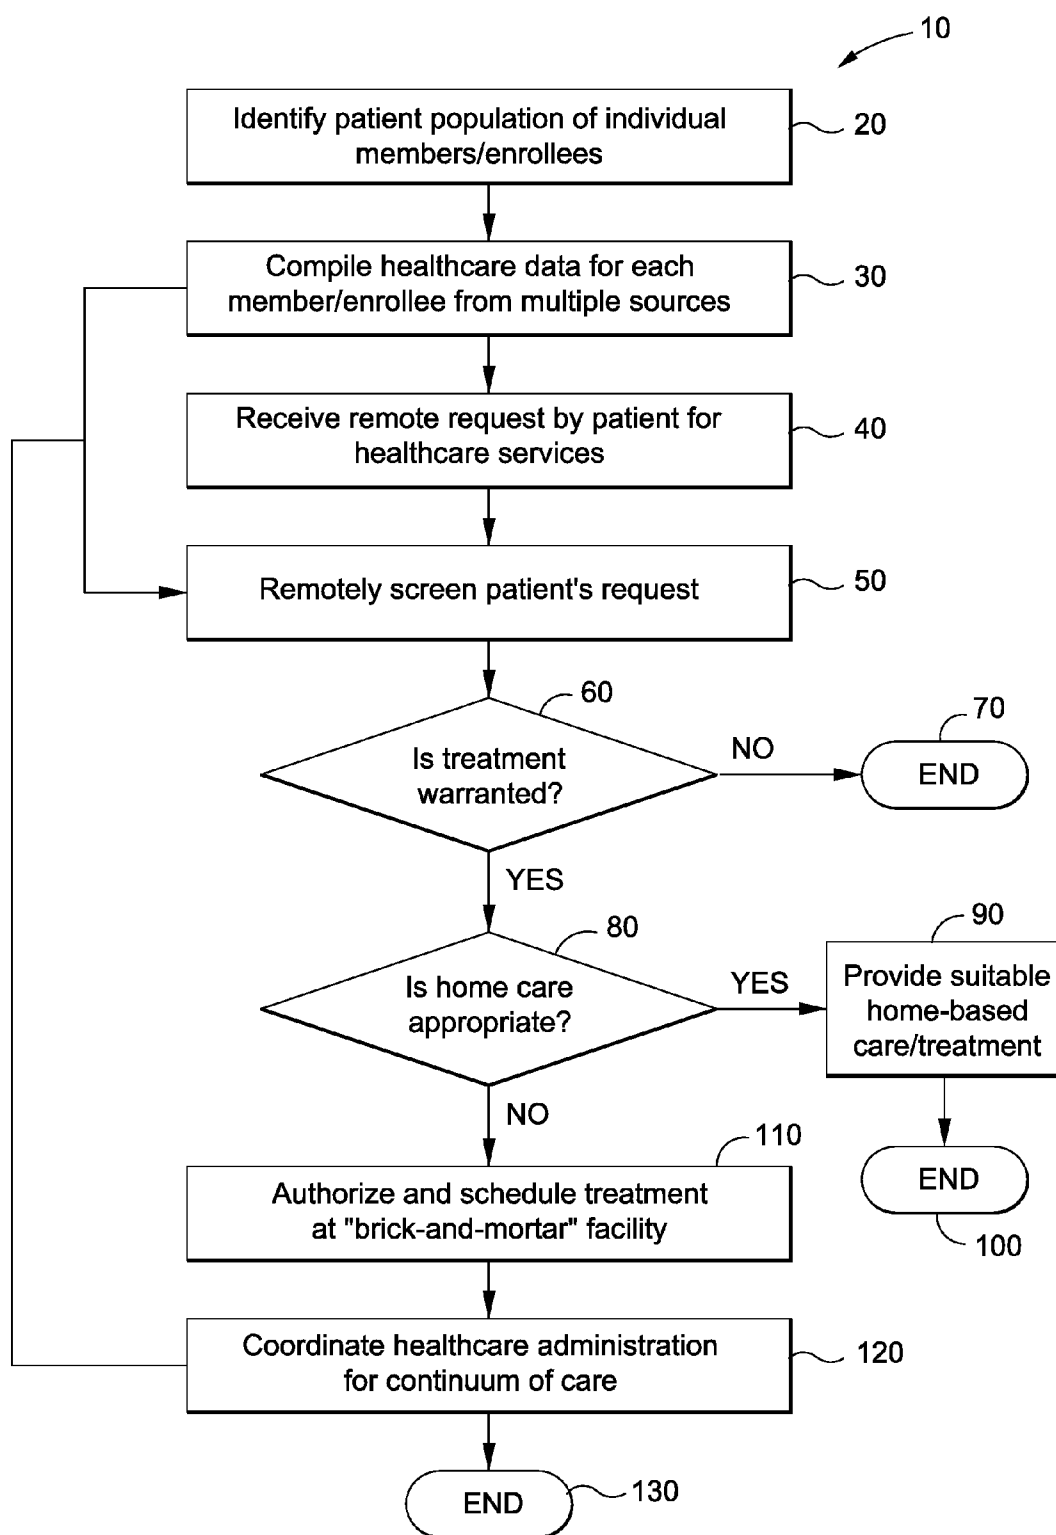 10
Identify patient population of individual
members/enrollees
20
Compile healthcare data for each
member/enrollee from multiple sources
30
Receive remote request by patient for
healthcare services
40
Remotely screen patient's request
50
60
Is treatment
warranted?
NO
70
END
YES
80
Is home care
appropriate?
YES
90
Provide suitable
home-based
care/treatment
NO
END
100
110
Authorize and schedule treatment
at "brick-and-mortar" facility
Coordinate healthcare administration
for continuum of care
120
END
130